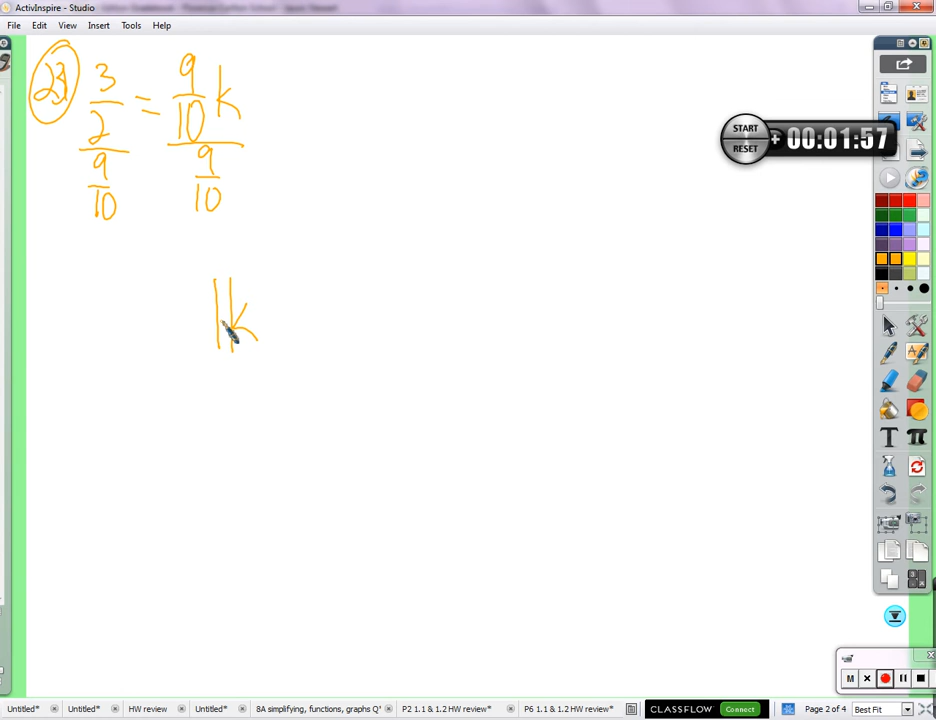 ActivInspire - Studio
File Edit View Insert Tools Help
23 3/2 = 9/10 k
9/10 9/10
1k
START
RESET
+ 00:01:57
M
Untitled* Untitled* HW review Untitled* 8A simplifying, functions, graphs Q' P2 1.1 & 1.2 HW review* P6 1.1 & 1.2 HW review* CLASSFLOW Connect Page 2 of 4 Best Fit